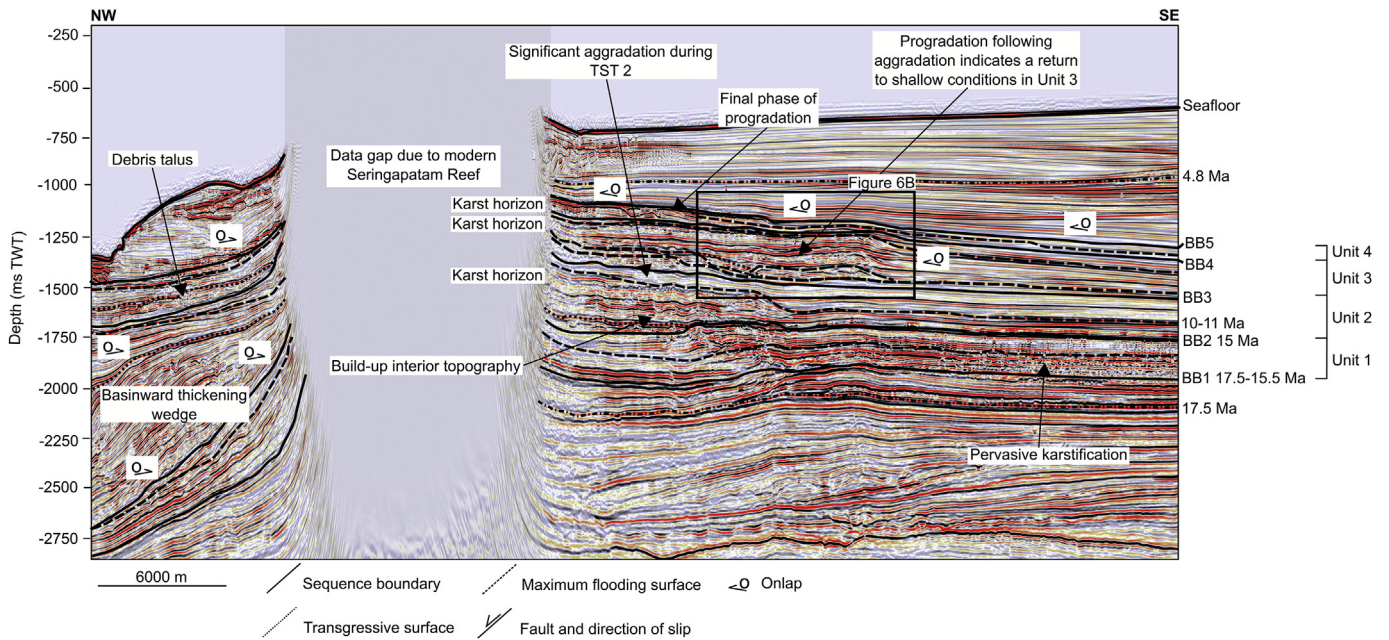 NW
SE
-250
-500
-750
-1000
-1250
-1500
-1750
-2000
-2250
-2500
-2750
Depth (ms TWT)
Debris talus
Data gap due to modern
Seringapatam Reef
Significant aggradation during
TST 2
Progradation following
aggradation indicates a return
to shallow conditions in Unit 3
Final phase of
progradation
Figure 6B
Karst horizon
Karst horizon
Karst horizon
Build-up interior topography
Basinward thickening
wedge
Pervasive karstification
O
O
O
O
O
O
O
O
Seafloor
4.8 Ma
BB5
BB4
BB3
10-11 Ma
BB2 15 Ma
BB1 17.5-15.5 Ma
17.5 Ma
Unit 4
Unit 3
Unit 2
Unit 1
6000 m
Sequence boundary
Maximum flooding surface
O Onlap
Transgressive surface
Fault and direction of slip